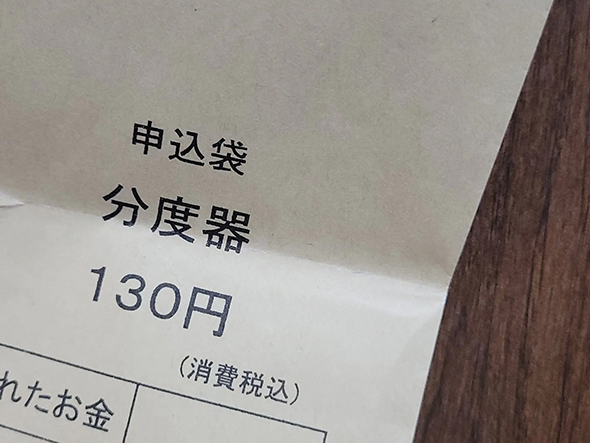 申込袋
分度器
130円
(消費税込)
れたお金